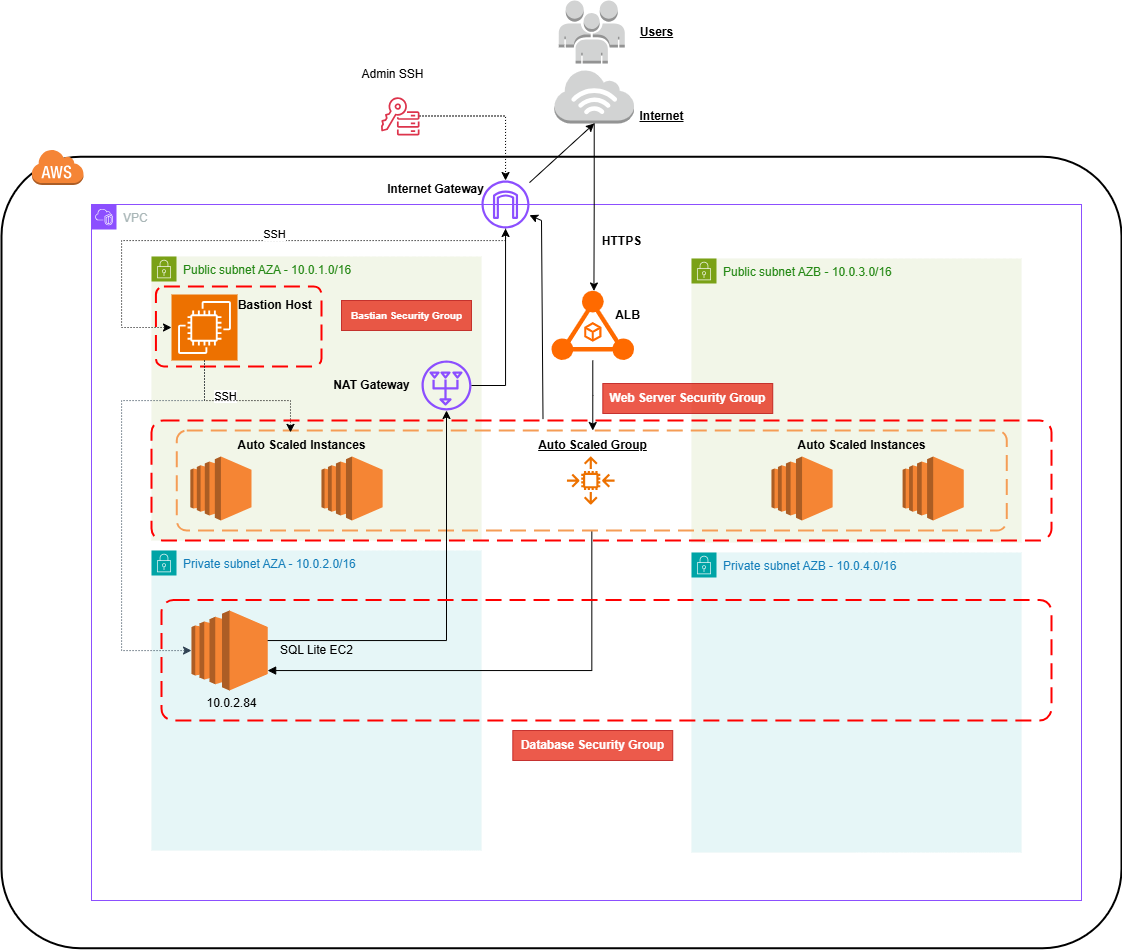 Users
Admin SSH
Internet
AWS
Internet Gateway
VPC
SSH
HTTPS
Public subnet AZA - 10.0.1.0/16
Public subnet AZB - 10.0.3.0/16
Bastion Host
Bastian Security Group
ALB
NAT Gateway
SSH
Web Server Security Group
Auto Scaled Instances
Auto Scaled Group
Auto Scaled Instances
Private subnet AZA - 10.0.2.0/16
Private subnet AZB - 10.0.4.0/16
SQL Lite EC2
10.0.2.84
Database Security Group